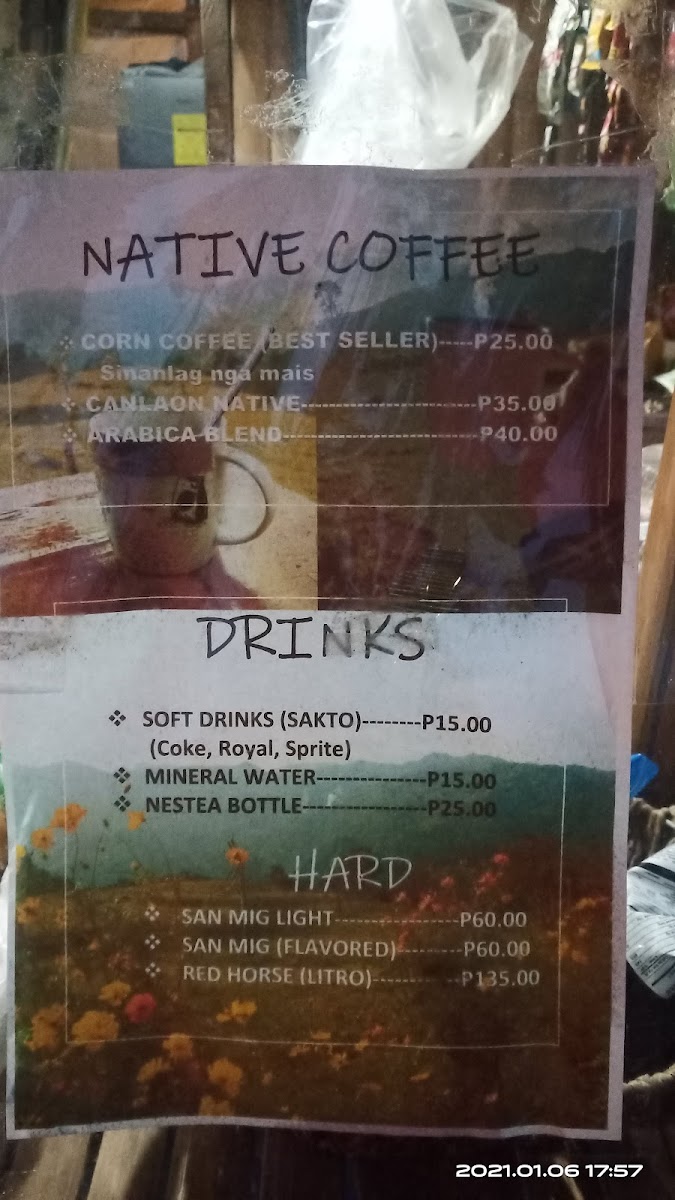 NATIVE COFFEE
❖ CORN COFFEE (BEST SELLER)-----P25.00
Sinanlag nga mais
❖ CANLAON NATIVE-----------------------P35.00
❖ ARABICA BLEND-------------------------P40.00
DRINKS
❖ SOFT DRINKS (SAKTO)--------P15.00
(Coke, Royal, Sprite)
❖ MINERAL WATER----------------P15.00
❖ NESTEA BOTTLE------------------P25.00
HARD
❖ SAN MIG LIGHT-----------------P60.00
❖ SAN MIG (FLAVORED)---------P60.00
❖ RED HORSE (LITRO)------------P135.00
2021.01.06 17:57